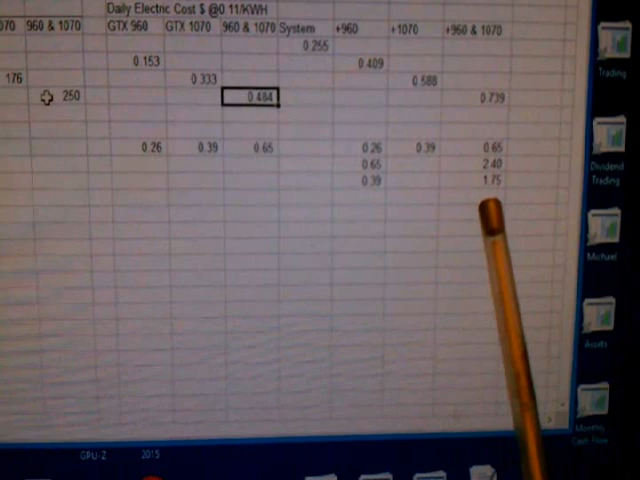 Daily Electric Cost $ @0.11/KWH
070 960 & 1070 GTX 960 GTX 1070 960 & 1070 System +960 +1070 +960 & 1070
0.255
0.153 0.409
176 0.333 0.588
250 0.484 0.739
0.26 0.39 0.65 0.26 0.39 0.65
0.65 2.40
0.39 1.75
Trading
Dividend
Trading
Michael
Assets
Monthly
Cash Flow
GPU-Z 2015